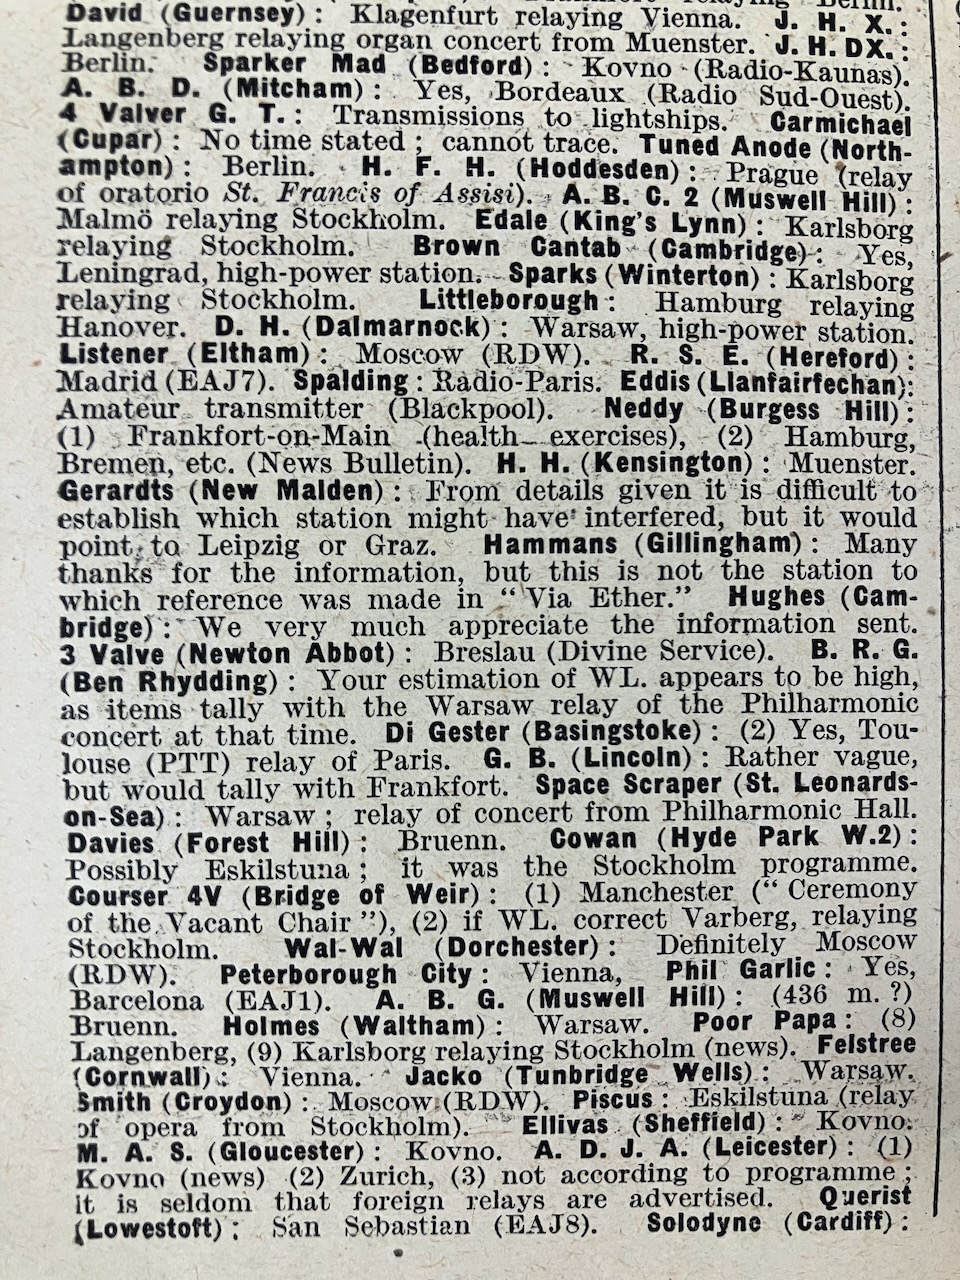 Berlin.
David (Guernsey): Klagenfurt relaying Vienna. J. H. X.:
Langenberg relaying organ concert from Muenster. J. H. DX.:
Berlin. Sparker Mad (Bedford): Kovno (Radio-Kaunas).
A. B. D. (Mitcham): Yes, Bordeaux (Radio Sud-Ouest).
4 Valver G. T.: Transmissions to lightships. Carmichael
(Cupar): No time stated; cannot trace. Tuned Anode (North-
ampton): Berlin. H. F. H. (Hoddesden): Prague (relay
of oratorio St. Francis of Assisi). A. B. C. 2 (Muswell Hill):
Malmö relaying Stockholm. Edale (King's Lynn): Karlsborg
relaying Stockholm. Brown Cantab (Cambridge): Yes,
Leningrad, high-power station. Sparks (Winterton): Karlsborg
relaying Stockholm. Littleborough: Hamburg relaying
Hanover. D. H. (Dalmarnock): Warsaw, high-power station.
Listener (Eltham): Moscow (RDW). R. S. E. (Hereford):
Madrid (EAJ7). Spalding: Radio-Paris. Eddis (Llanfairfechan):
Amateur transmitter (Blackpool). Neddy (Burgess Hill):
(1) Frankfort-on-Main (health exercises), (2) Hamburg,
Bremen, etc. (News Bulletin). H. H. (Kensington): Muenster.
Gerardts (New Malden): From details given it is difficult to
establish which station might have interfered, but it would
point to Leipzig or Graz. Hammans (Gillingham): Many
thanks for the information, but this is not the station to
which reference was made in "Via Ether." Hughes (Cam-
bridge): We very much appreciate the information sent.
3 Valve (Newton Abbot): Breslau (Divine Service). B. R. G.
(Ben Rhydding): Your estimation of WL. appears to be high,
as items tally with the Warsaw relay of the Philharmonic
concert at that time. Di Gester (Basingstoke): (2) Yes, Tou-
louse (PTT) relay of Paris. G. B. (Lincoln): Rather vague,
but would tally with Frankfort. Space Scraper (St. Leonards-
on-Sea): Warsaw; relay of concert from Philharmonic Hall.
Davies (Forest Hill): Bruenn. Cowan (Hyde Park W.2):
Possibly Eskilstuna; it was the Stockholm programme.
Courser 4V (Bridge of Weir): (1) Manchester ("Ceremony
of the Vacant Chair"), (2) if WL. correct Varberg, relaying
Stockholm. Wal-Wal (Dorchester): Definitely Moscow
(RDW). Peterborough City: Vienna, Phil Garlic: Yes,
Barcelona (EAJ1). A. B. G. (Muswell Hill): (436 m.?)
Bruenn. Holmes (Waltham): Warsaw. Poor Papa: (8)
Langenberg, (9) Karlsborg relaying Stockholm (news). Felstree
(Cornwall): Vienna. Jacko (Tunbridge Wells): Warsaw.
Smith (Croydon): Moscow (RDW). Piscus: Eskilstuna (relay
of opera from Stockholm). Ellivas (Sheffield): Kovno.
M. A. S. (Gloucester): Kovno. A. D. J. A. (Leicester): (1)
Kovno (news) (2) Zurich, (3) not according to programme;
it is seldom that foreign relays are advertised. Querist
(Lowestoft): San Sebastian (EAJ8). Solodyne (Cardiff):